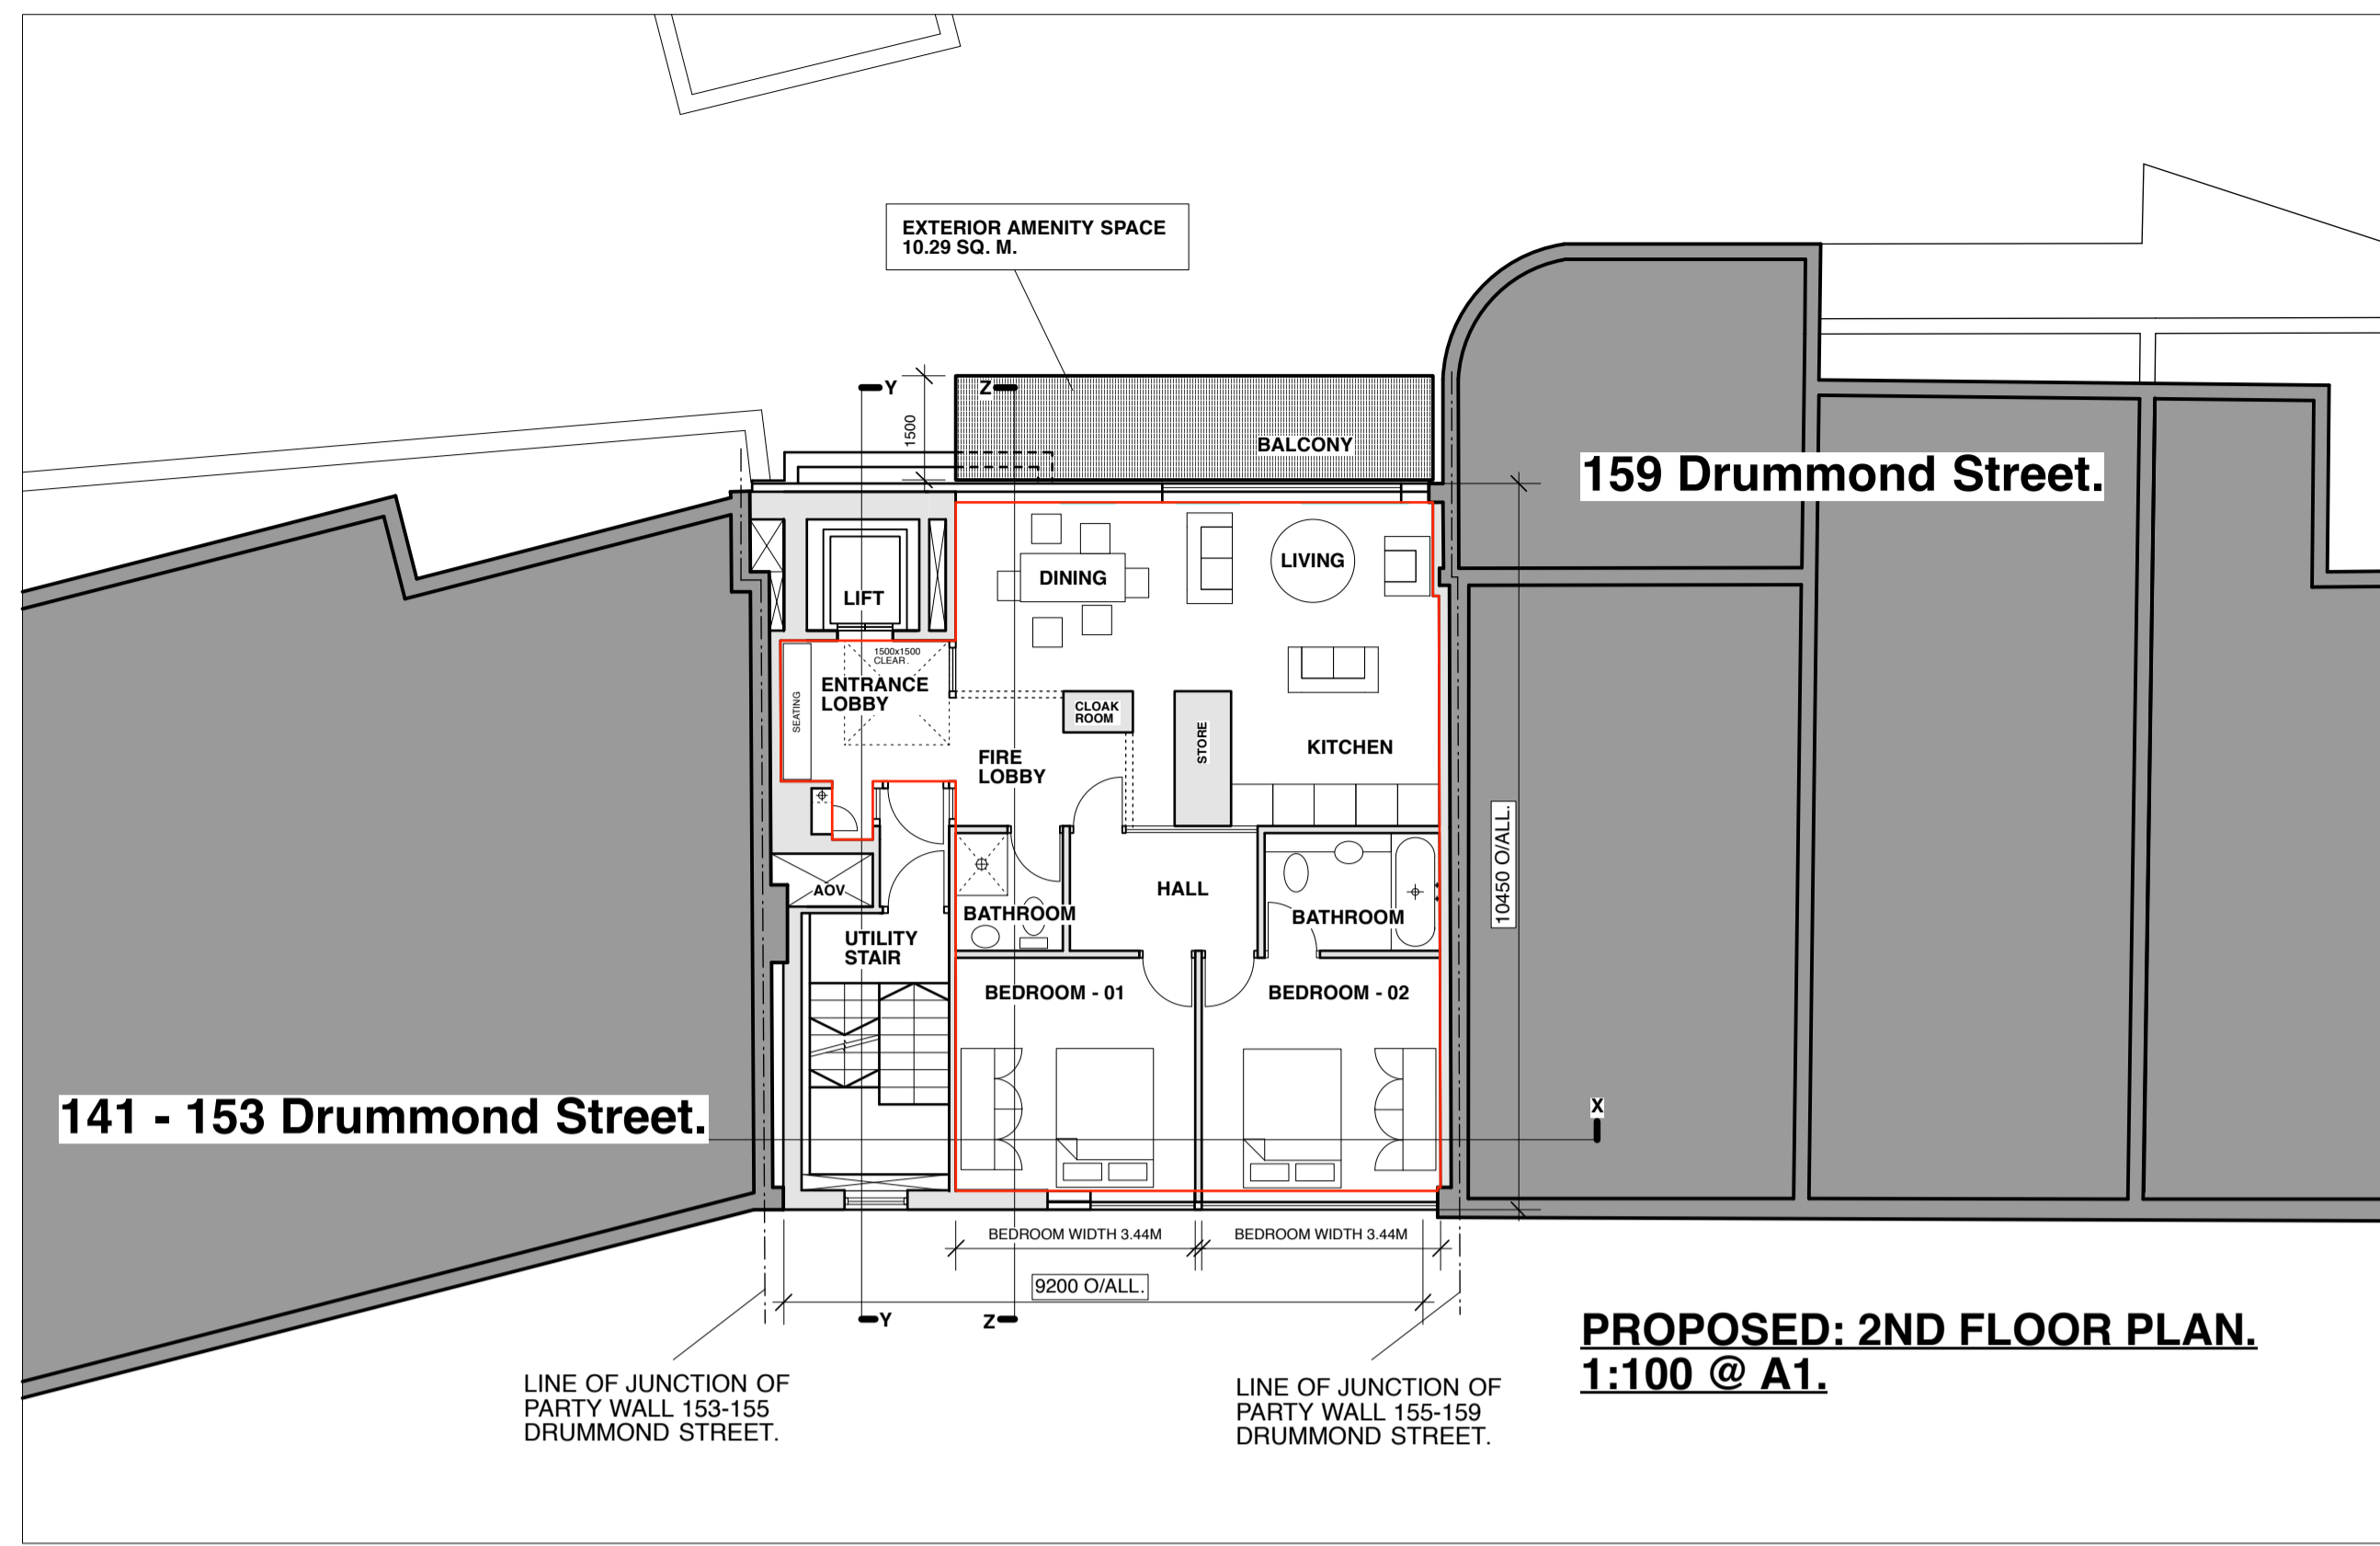 EXTERIOR AMENITY SPACE
10.29 SQ. M.
Y
Z
1500
BALCONY
159 Drummond Street.
LIFT
DINING
LIVING
1500x1500
CLEAR.
ENTRANCE
LOBBY
SEATING
CLOAK
ROOM
STORE
KITCHEN
FIRE
LOBBY
10450 O/ALL.
AOV
HALL
BATHROOM
BATHROOM
UTILITY
STAIR
BEDROOM - 01
BEDROOM - 02
141 - 153 Drummond Street.
X
BEDROOM WIDTH 3.44M
BEDROOM WIDTH 3.44M
9200 O/ALL.
Y
Z
PROPOSED: 2ND FLOOR PLAN.
1:100 @ A1.
LINE OF JUNCTION OF
PARTY WALL 153-155
DRUMMOND STREET.
LINE OF JUNCTION OF
PARTY WALL 155-159
DRUMMOND STREET.